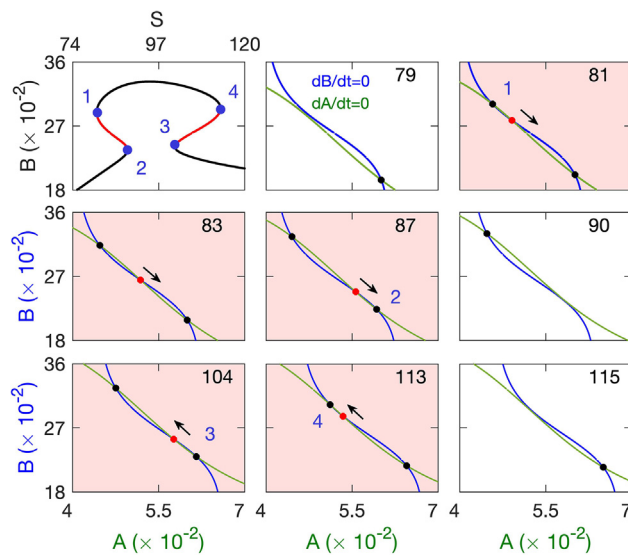 S
74 97 120
36
27
18
B (× 10⁻²)
1
2
3
4
dB/dt=0
dA/dt=0
79
81
1
36
27
18
B (× 10⁻²)
83
87
2
90
36
27
18
B (× 10⁻²)
104
3
113
4
115
4 5.5 7
4 5.5 7
4 5.5 7
A (× 10⁻²)
A (× 10⁻²)
A (× 10⁻²)